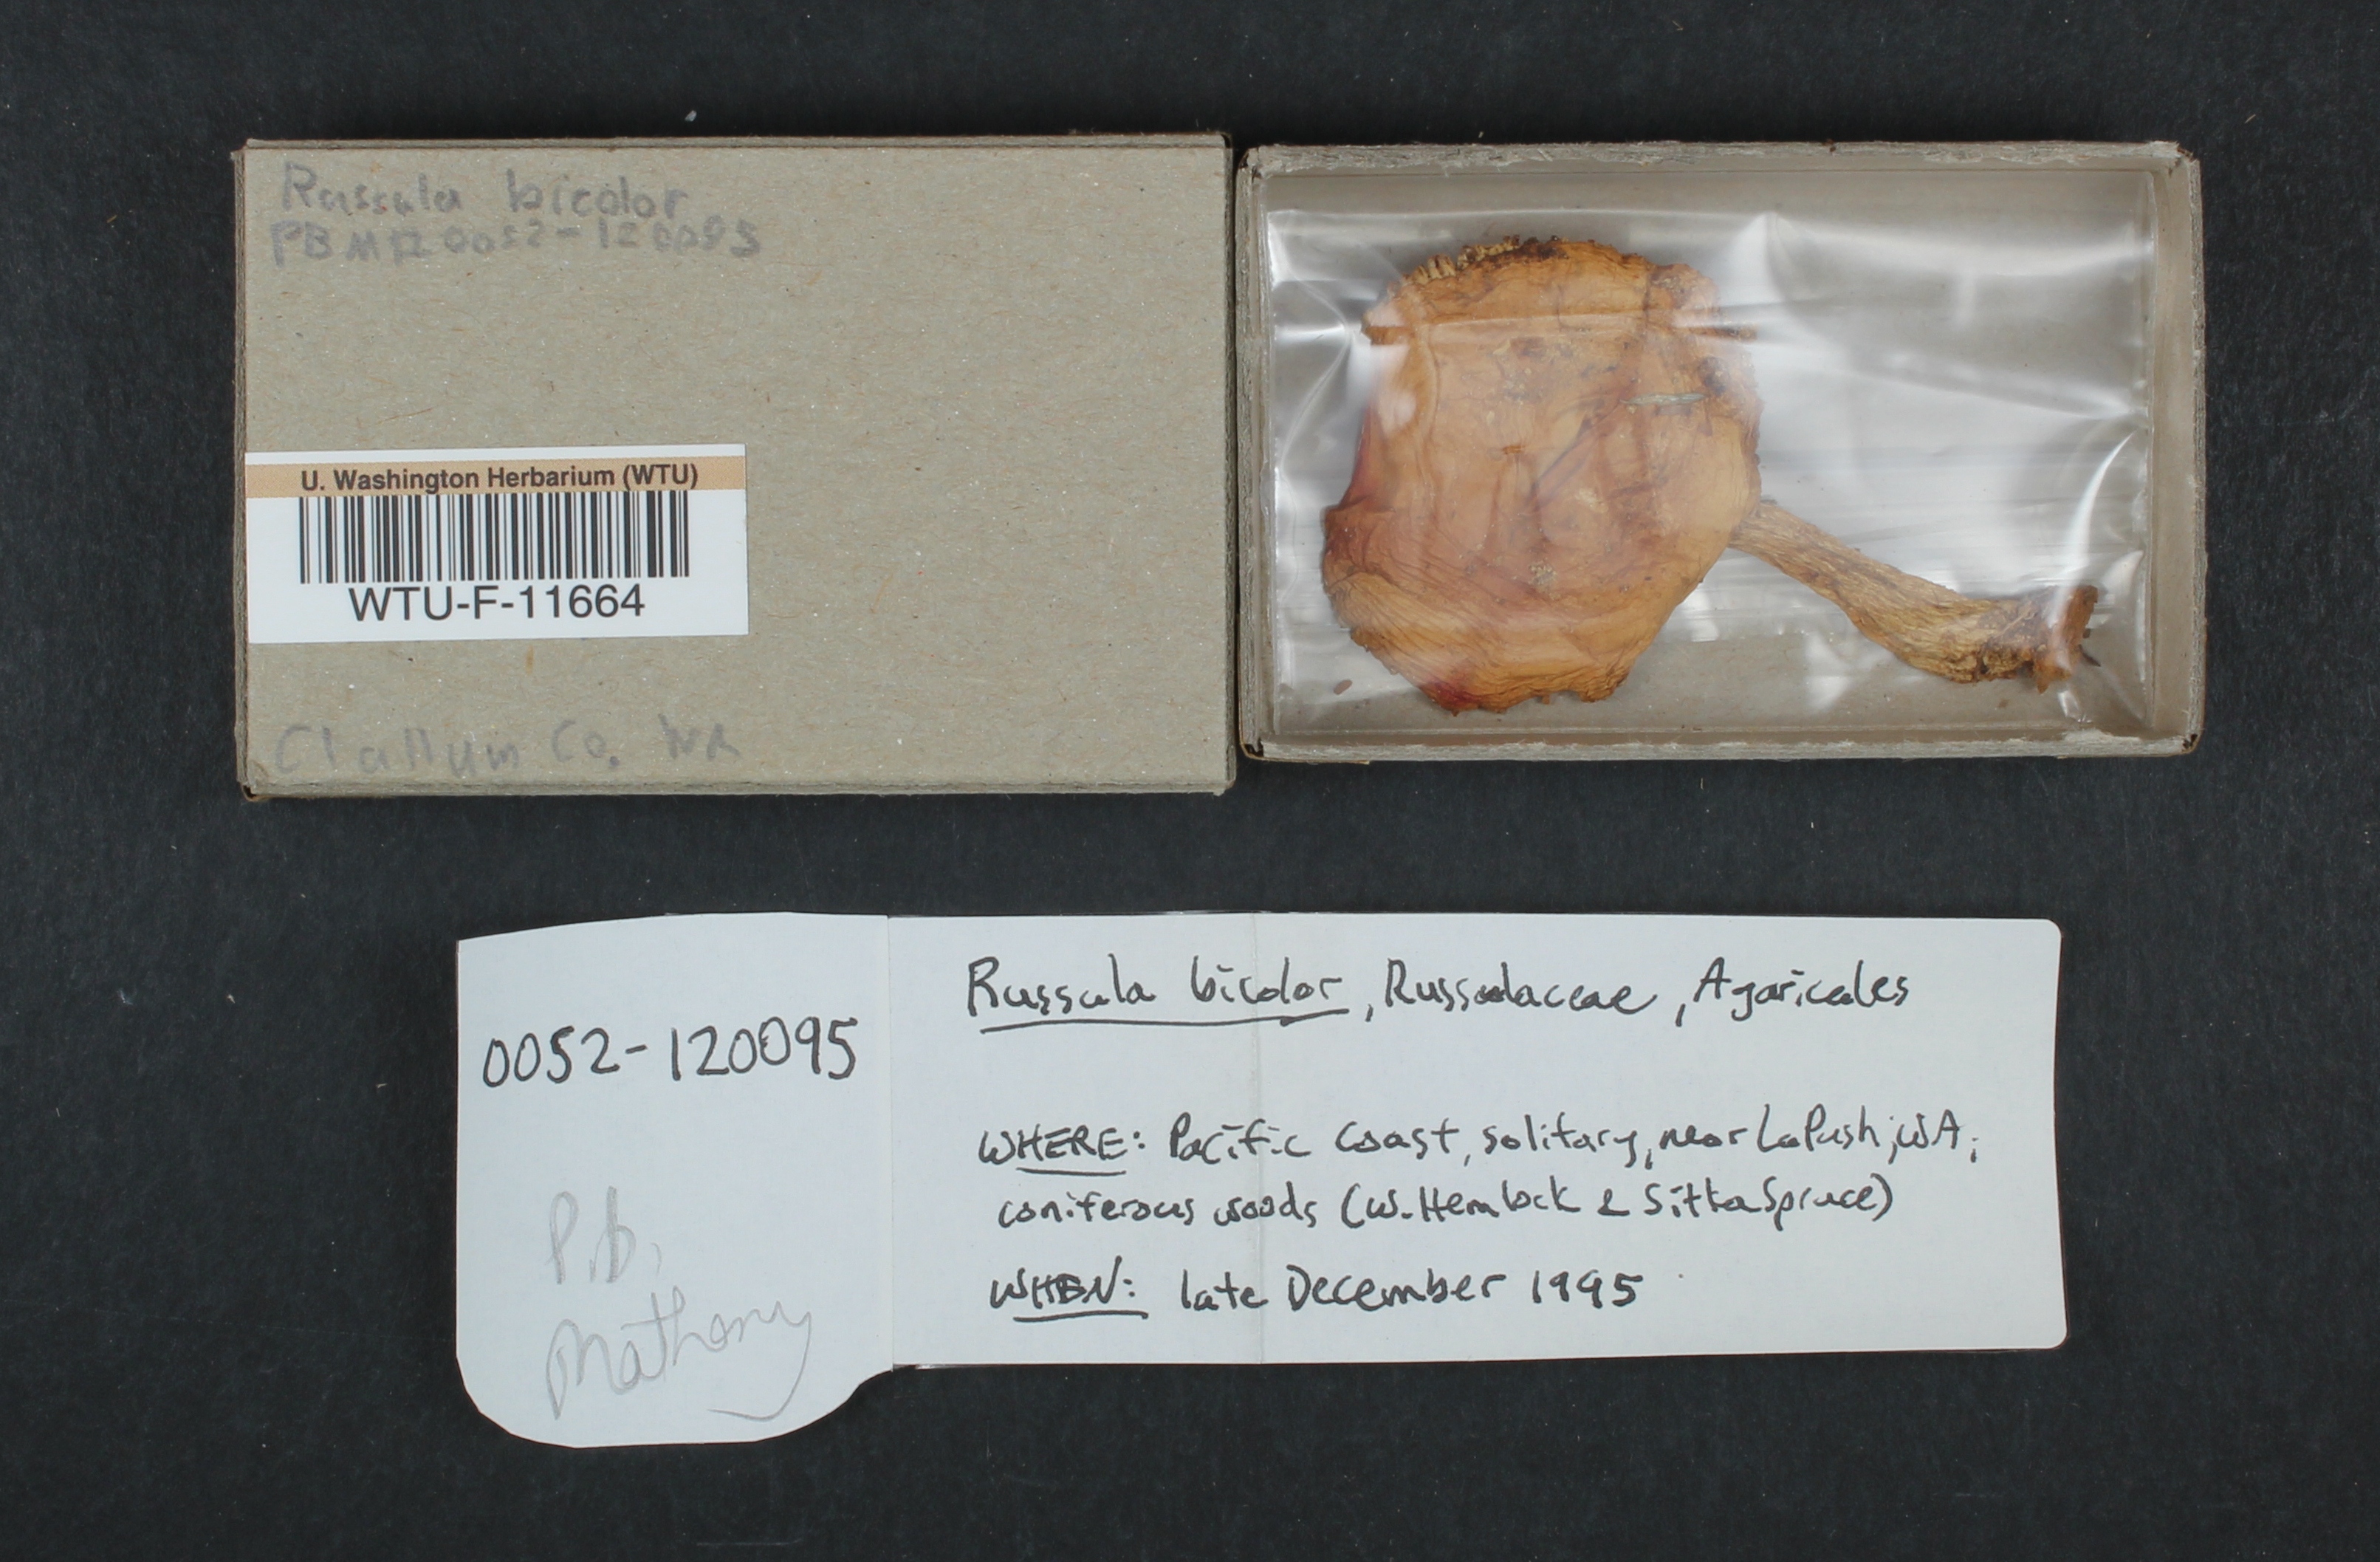 Russula bicolor
PBM# 0052-120095
U. Washington Herbarium (WTU)
WTU-F-11664
Clallum Co. WA
0052-120095
P.b.
Matheny
Russula bicolor, Russulaceae, Agaricales
WHERE: Pacific Coast, solitary, near LaPush, WA;
coniferous woods (W. Hemlock & Sitka Spruce)
WHEN: late December 1995